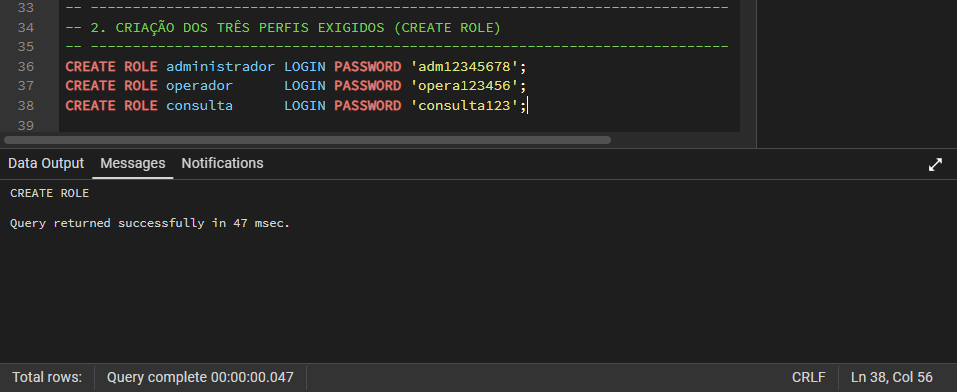 33 -- ----------------------------------------------------------------------------
34 -- 2. CRIAÇÃO DOS TRÊS PERFIS EXIGIDOS (CREATE ROLE)
35 -- ----------------------------------------------------------------------------
36 CREATE ROLE administrador LOGIN PASSWORD 'adm12345678';
37 CREATE ROLE operador      LOGIN PASSWORD 'opera123456';
38 CREATE ROLE consulta      LOGIN PASSWORD 'consulta123';
39
Data Output Messages Notifications
CREATE ROLE
Query returned successfully in 47 msec.
Total rows: Query complete 00:00:00.047 CRLF Ln 38, Col 56